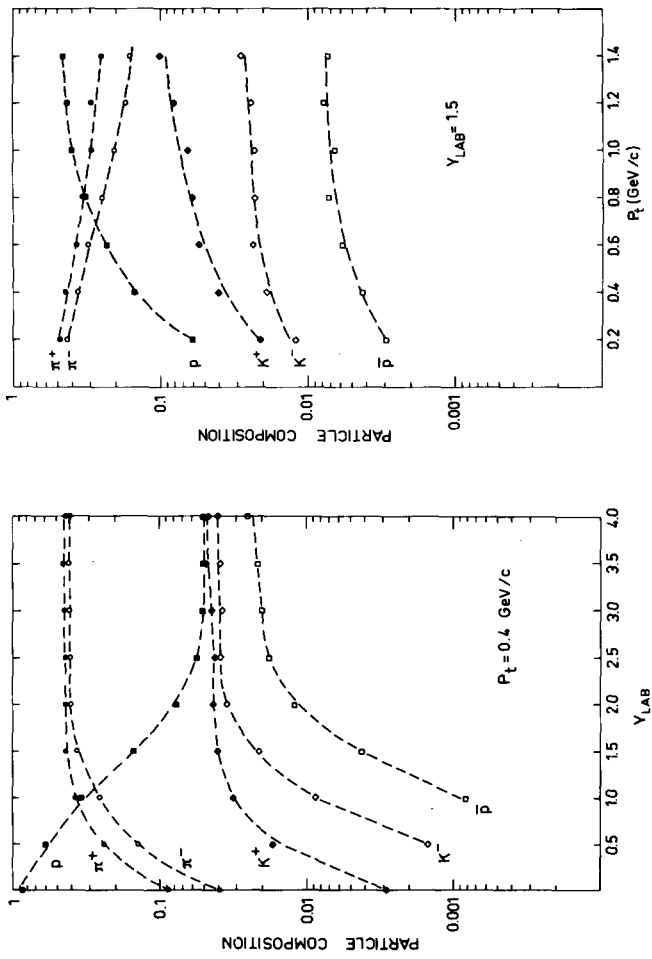 1
0.1
0.01
0.001
PARTICLE COMPOSITION
π⁺
π⁻
p
K⁺
K⁻
p̅
Y_LAB = 1.5
0.2
0.4
0.6
0.8
1.0
1.2
1.4
P_t (GeV/c)
1
0.1
0.01
0.001
PARTICLE COMPOSITION
p
π⁺
π⁻
K⁺
K⁻
p̅
P_t = 0.4 GeV/c
0.5
1.0
1.5
2.0
2.5
3.0
3.5
4.0
Y_LAB